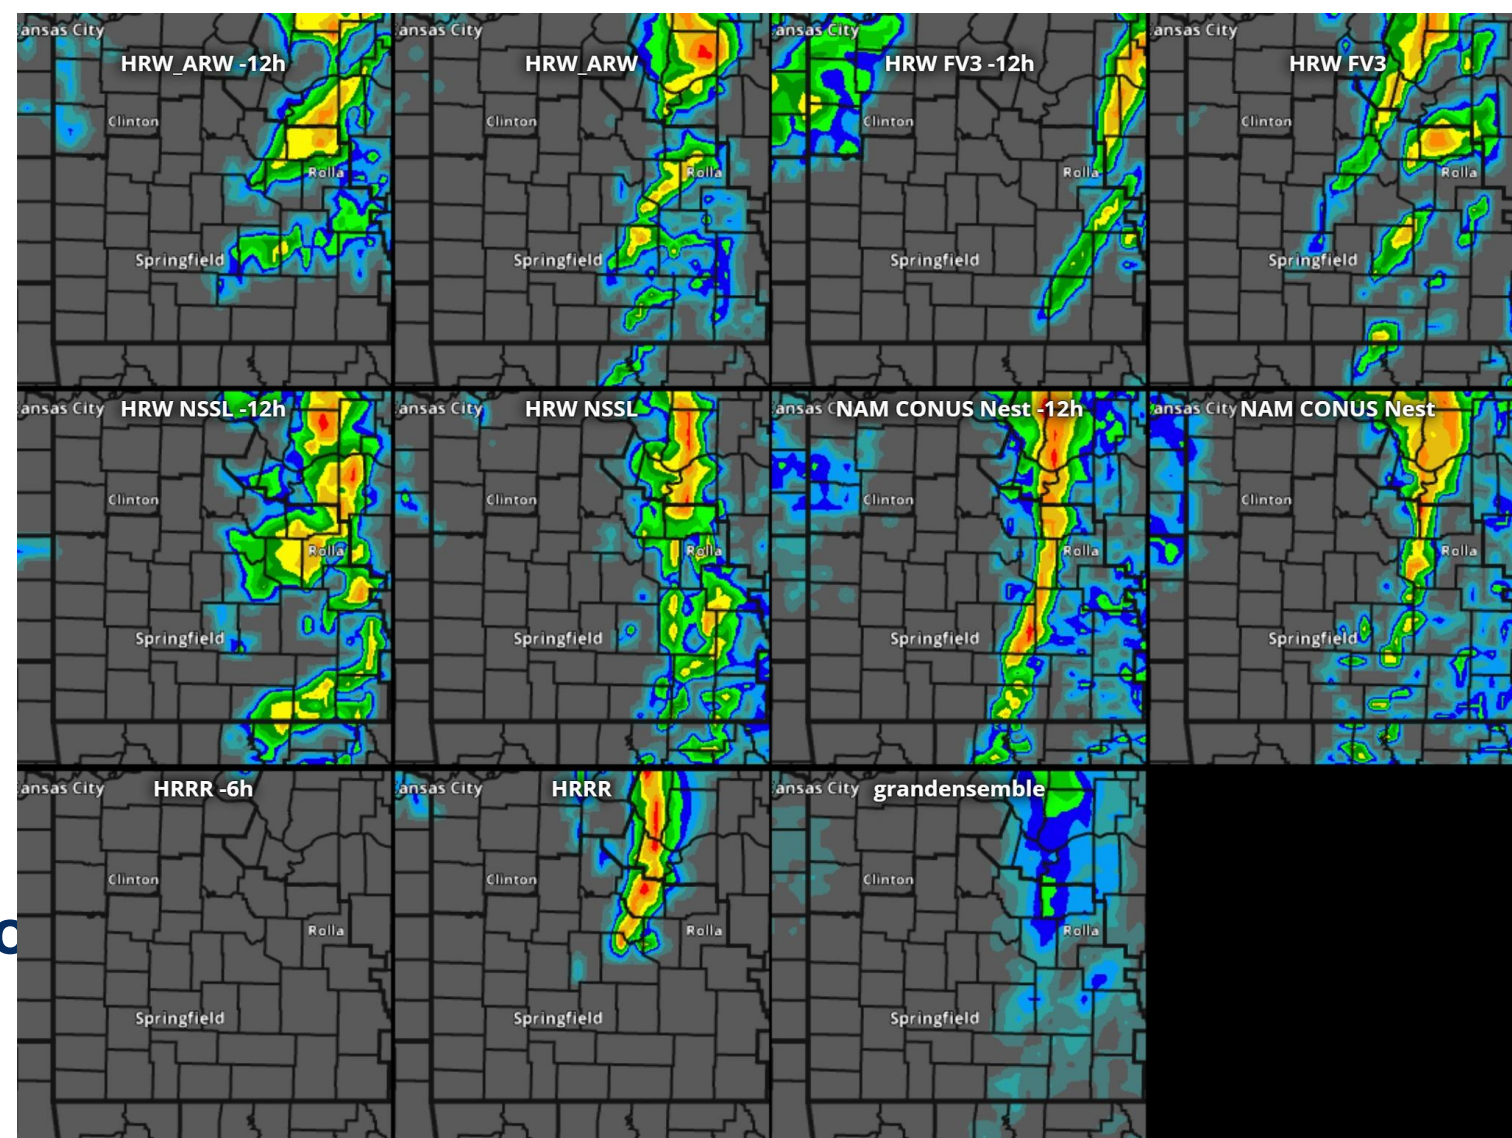 ansas City
HRW_ARW -12h
Clinton
Rolla
Springfield
ansas City
HRW_ARW
Clinton
Rolla
Springfield
ansas City
HRW FV3 -12h
Clinton
Rolla
Springfield
ansas City
HRW FV3
Clinton
Rolla
Springfield
ansas City
HRW NSSL -12h
Clinton
Rolla
Springfield
ansas City
HRW NSSL
Clinton
Rolla
Springfield
ansas C
NAM CONUS Nest -12h
Clinton
Rolla
Springfield
ansas City
NAM CONUS Nest
Clinton
Rolla
Springfield
ansas City
HRRR -6h
Clinton
Rolla
Springfield
ansas City
HRRR
Clinton
Rolla
Springfield
ansas City
grandensemble
Clinton
Rolla
Springfield